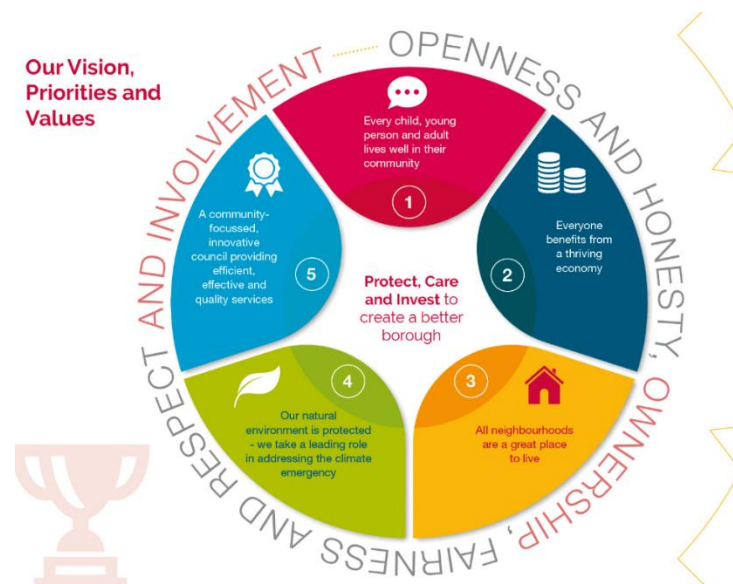 Our Vision,
Priorities and
Values
OPENNESS AND HONESTY, OWNERSHIP, FAIRNESS AND RESPECT AND INVOLVEMENT
Every child, young
person and adult
lives well in their
community
1
Everyone
benefits from
a thriving
economy
2
All neighbourhoods
are a great place
to live
3
Our natural
environment is protected
- we take a leading role
in addressing the climate
emergency
4
A community-
focussed,
innovative
council providing
efficient,
effective and
quality services
5
Protect, Care
and Invest to
create a better
borough